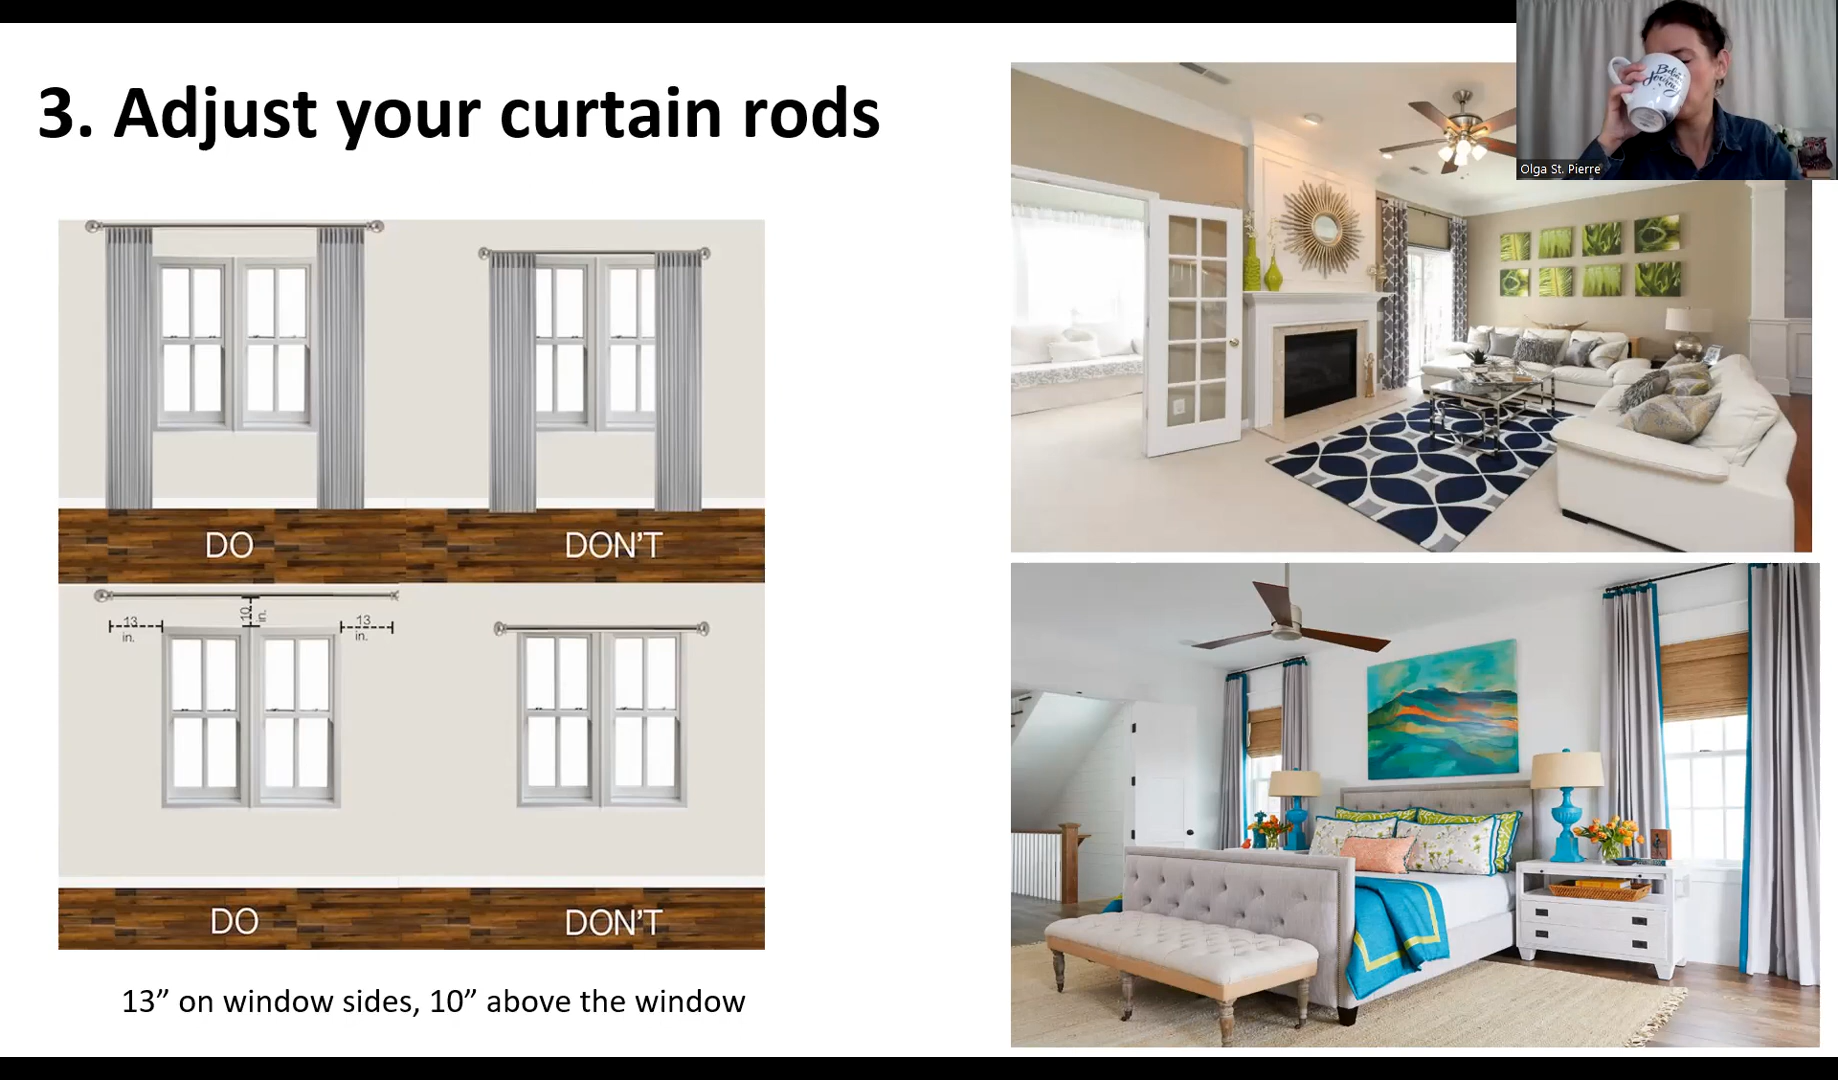 3. Adjust your curtain rods
Olga St. Pierre
DO
DON'T
13
in.
10
in.
13
in.
DO
DON'T
13” on window sides, 10” above the window